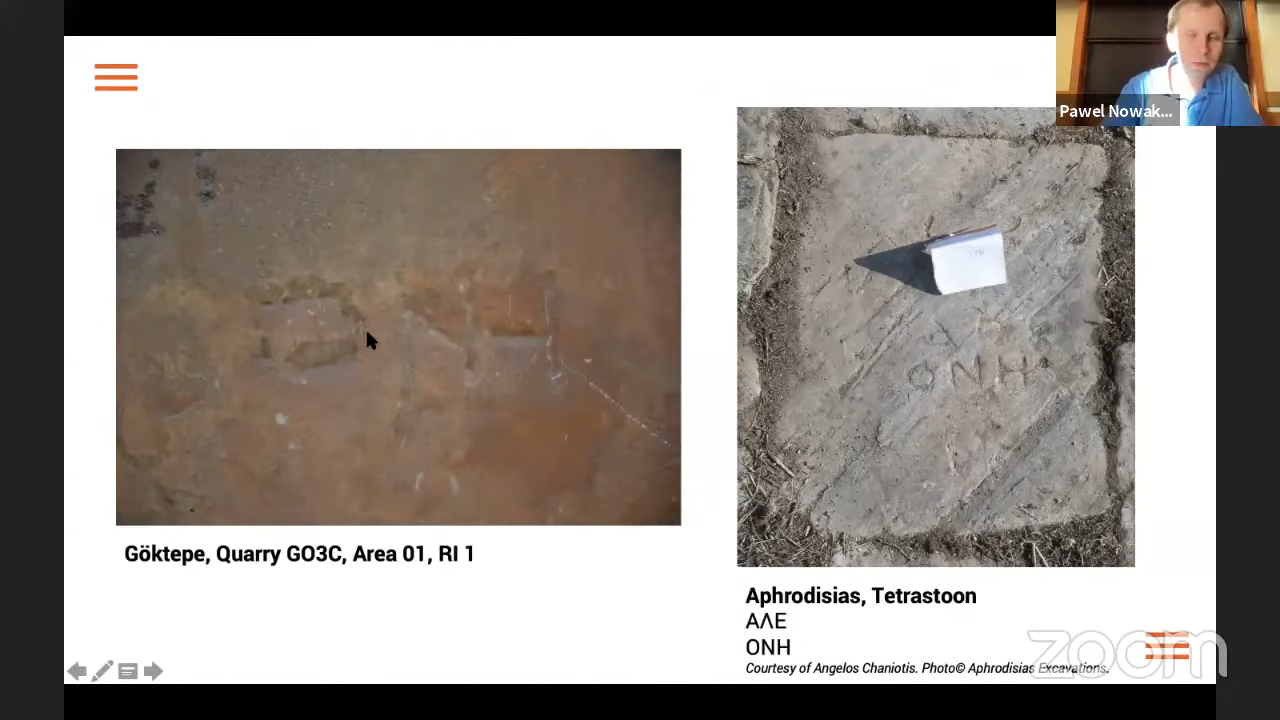 Pawel Nowak...
ONH
Göktepe, Quarry GO3C, Area 01, RI 1
Aphrodisias, Tetrastoon
ΑΛΕ
ΟΝΗ
Courtesy of Angelos Chaniotis. Photo© Aphrodisias Excavations.
zoom